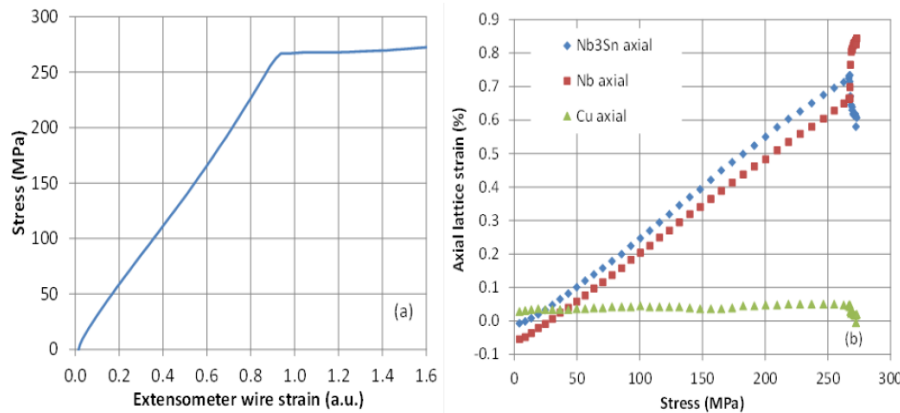 300
250
200
150
100
50
0
Stress (MPa)
0.0 0.2 0.4 0.6 0.8 1.0 1.2 1.4 1.6
Extensometer wire strain (a.u.)
(a)
0.9
0.8
0.7
0.6
0.5
0.4
0.3
0.2
0.1
0.0
-0.1
Axial lattice strain (%)
Nb3Sn axial
Nb axial
Cu axial
0 50 100 150 200 250 300
Stress (MPa)
(b)